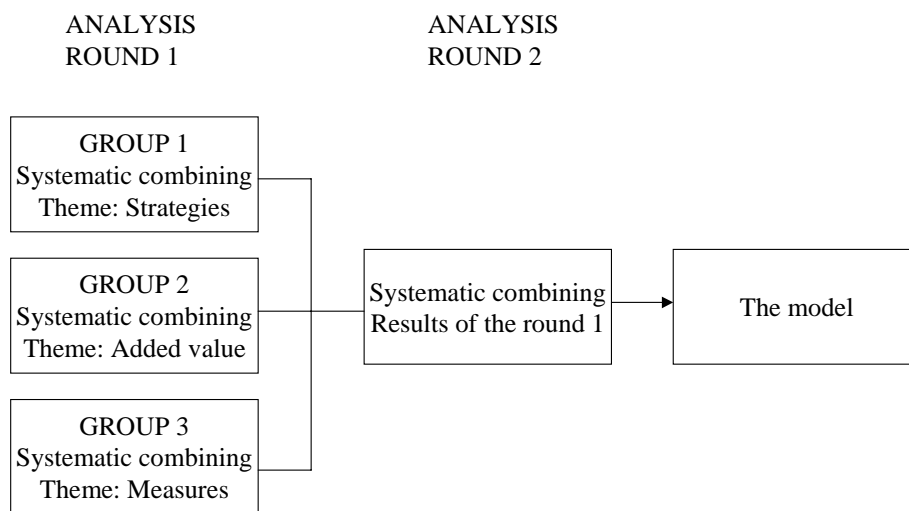 ANALYSIS
ROUND 1
ANALYSIS
ROUND 2
GROUP 1
Systematic combining
Theme: Strategies
GROUP 2
Systematic combining
Theme: Added value
GROUP 3
Systematic combining
Theme: Measures
Systematic combining
Results of the round 1
The model